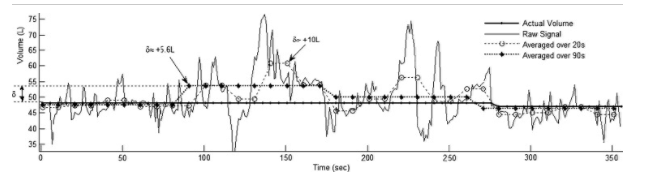 75
70
65
60
55
50
45
40
35
Volume (L)
δ
δ≈ +5.6L
δ≈ +10L
Actual Volume
Raw Signal
Averaged over 20s
Averaged over 90s
0
50
100
150
200
250
300
350
Time (sec)